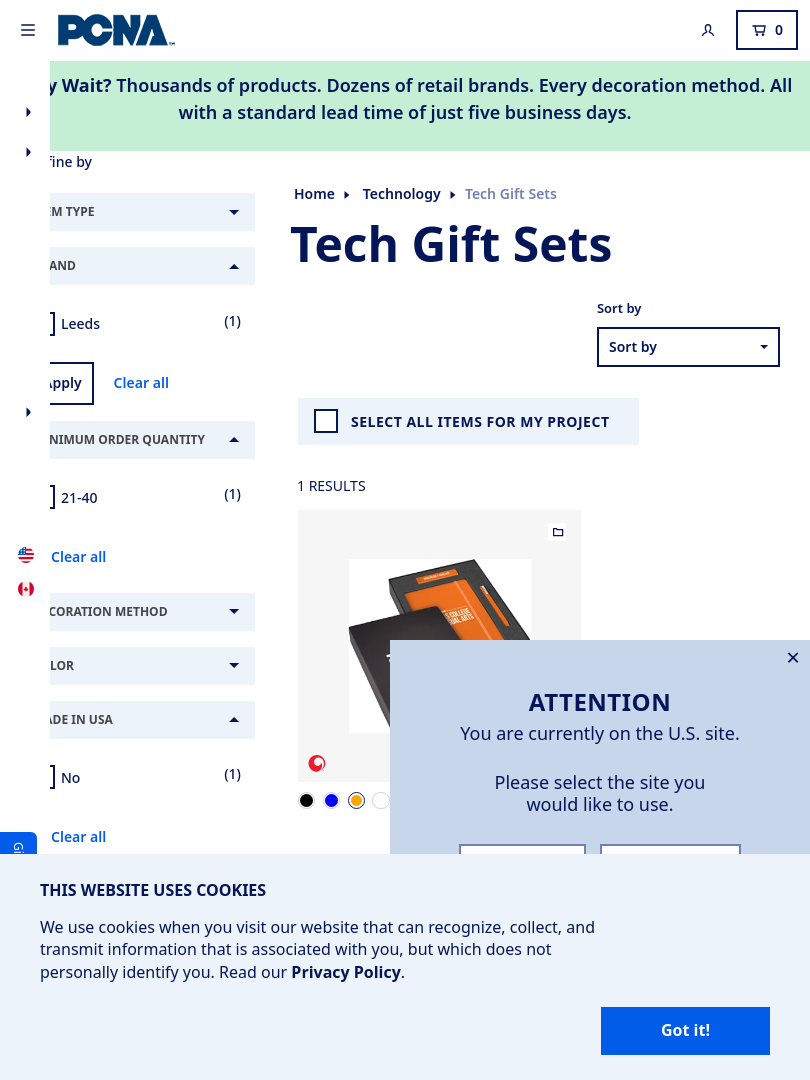 PCNA
0
y Wait? Thousands of products. Dozens of retail brands. Every decoration method. All
with a standard lead time of just five business days.
fine by
Home
Technology
Tech Gift Sets
EM TYPE
Tech Gift Sets
AND
Sort by
Leeds
(1)
Sort by
Apply
Clear all
SELECT ALL ITEMS FOR MY PROJECT
NIMUM ORDER QUANTITY
1 RESULTS
21-40
(1)
Clear all
CORATION METHOD
COLLEGE
LOR
ATTENTION
ADE IN USA
You are currently on the U.S. site.
No
(1)
Please select the site you
would like to use.
Clear all
Gi
THIS WEBSITE USES COOKIES
We use cookies when you visit our website that can recognize, collect, and
transmit information that is associated with you, but which does not
personally identify you. Read our Privacy Policy.
Got it!